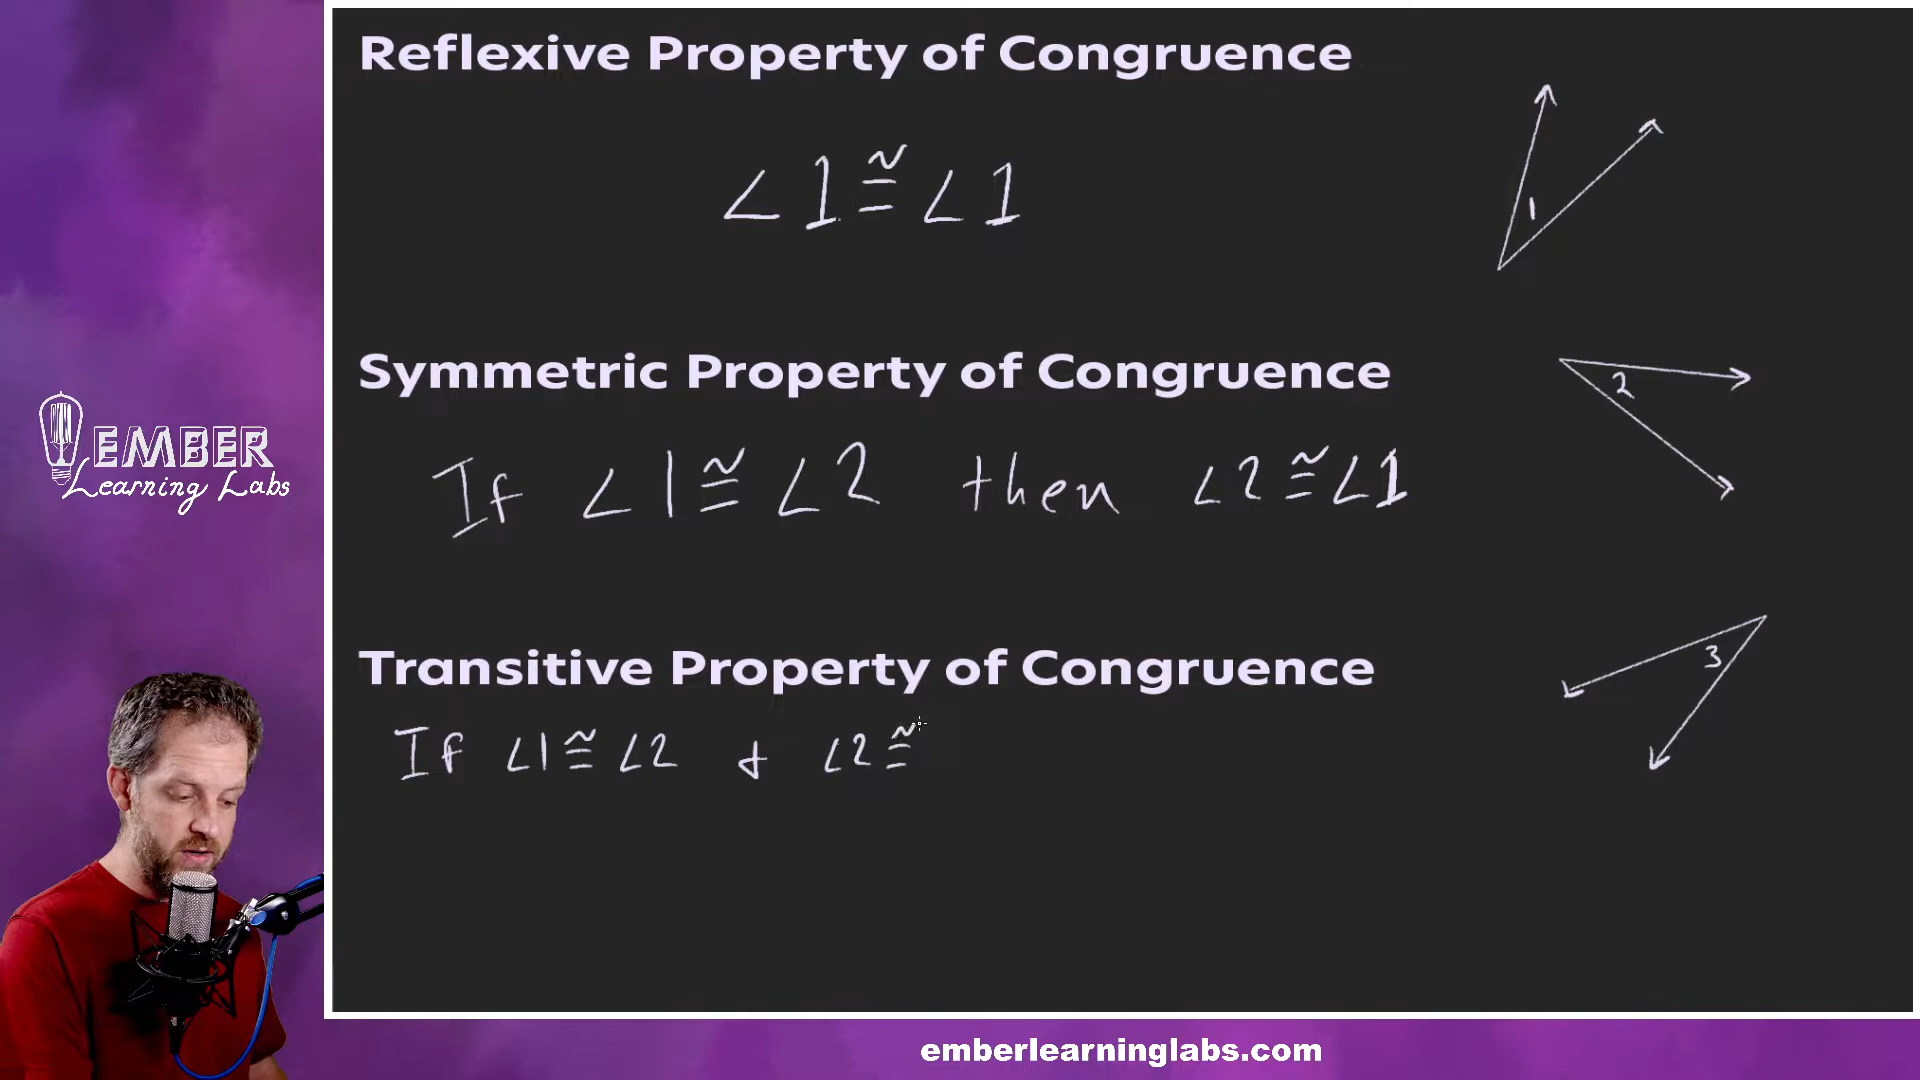 Reflexive Property of Congruence
∠1 ≅ ∠1
1
Symmetric Property of Congruence
2
If ∠1 ≅ ∠2 then ∠2 ≅ ∠1
EMBER
Learning Labs
Transitive Property of Congruence
3
If ∠1 ≅ ∠2 & ∠2 ≅
emberlearninglabs.com